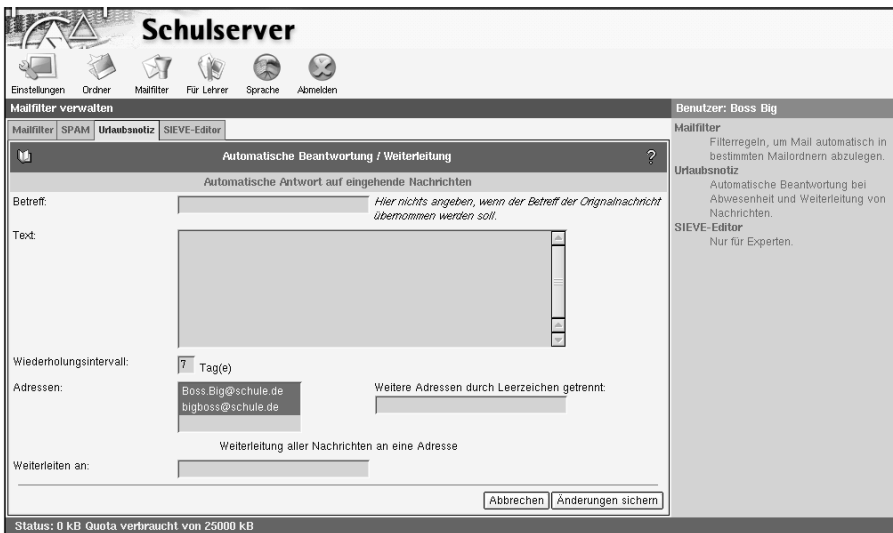 Schulserver
Einstellungen Ordner Mailfilter Für Lehrer Sprache Abmelden
Mailfilter verwalten
Mailfilter SPAM Urlaubsnotiz SIEVE-Editor
Automatische Beantwortung / Weiterleitung ?
Automatische Antwort auf eingehende Nachrichten
Betreff: Hier nichts angeben, wenn der Betreff der Orignalnachricht
übernommen werden soll.
Text:
Wiederholungsintervall: 7 Tag(e)
Adressen: Boss.Big@schule.de Weitere Adressen durch Leerzeichen getrennt:
bigboss@schule.de
Weiterleitung aller Nachrichten an eine Adresse
Weiterleiten an:
Abbrechen Änderungen sichern
Status: 0 kB Quota verbraucht von 25000 kB
Benutzer: Boss Big
Mailfilter
Filterregeln, um Mail automatisch in
bestimmten Mailordnern abzulegen.
Urlaubsnotiz
Automatische Beantwortung bei
Abwesenheit und Weiterleitung von
Nachrichten.
SIEVE-Editor
Nur für Experten.